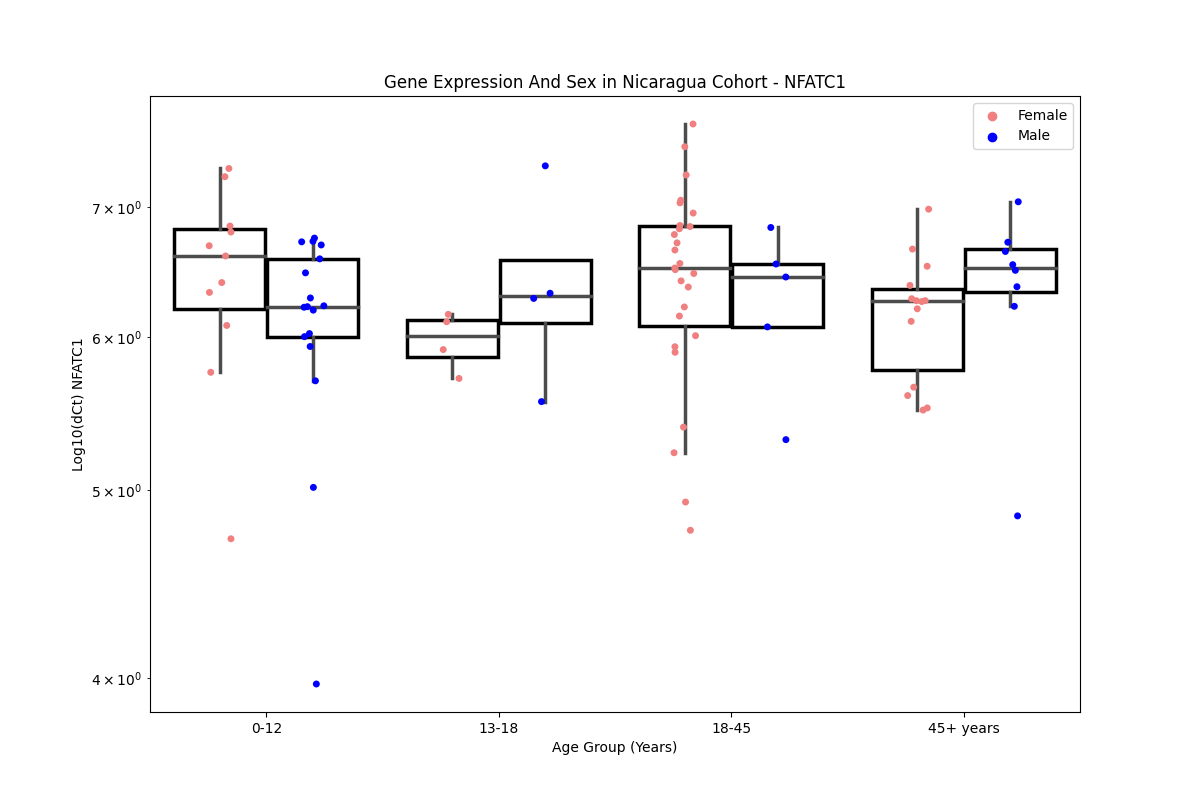 Gene Expression And Sex in Nicaragua Cohort - NFATC1
Female
Male
Log10(dCt) NFATC1
7 × 10⁰
6 × 10⁰
5 × 10⁰
4 × 10⁰
0-12
13-18
18-45
45+ years
Age Group (Years)